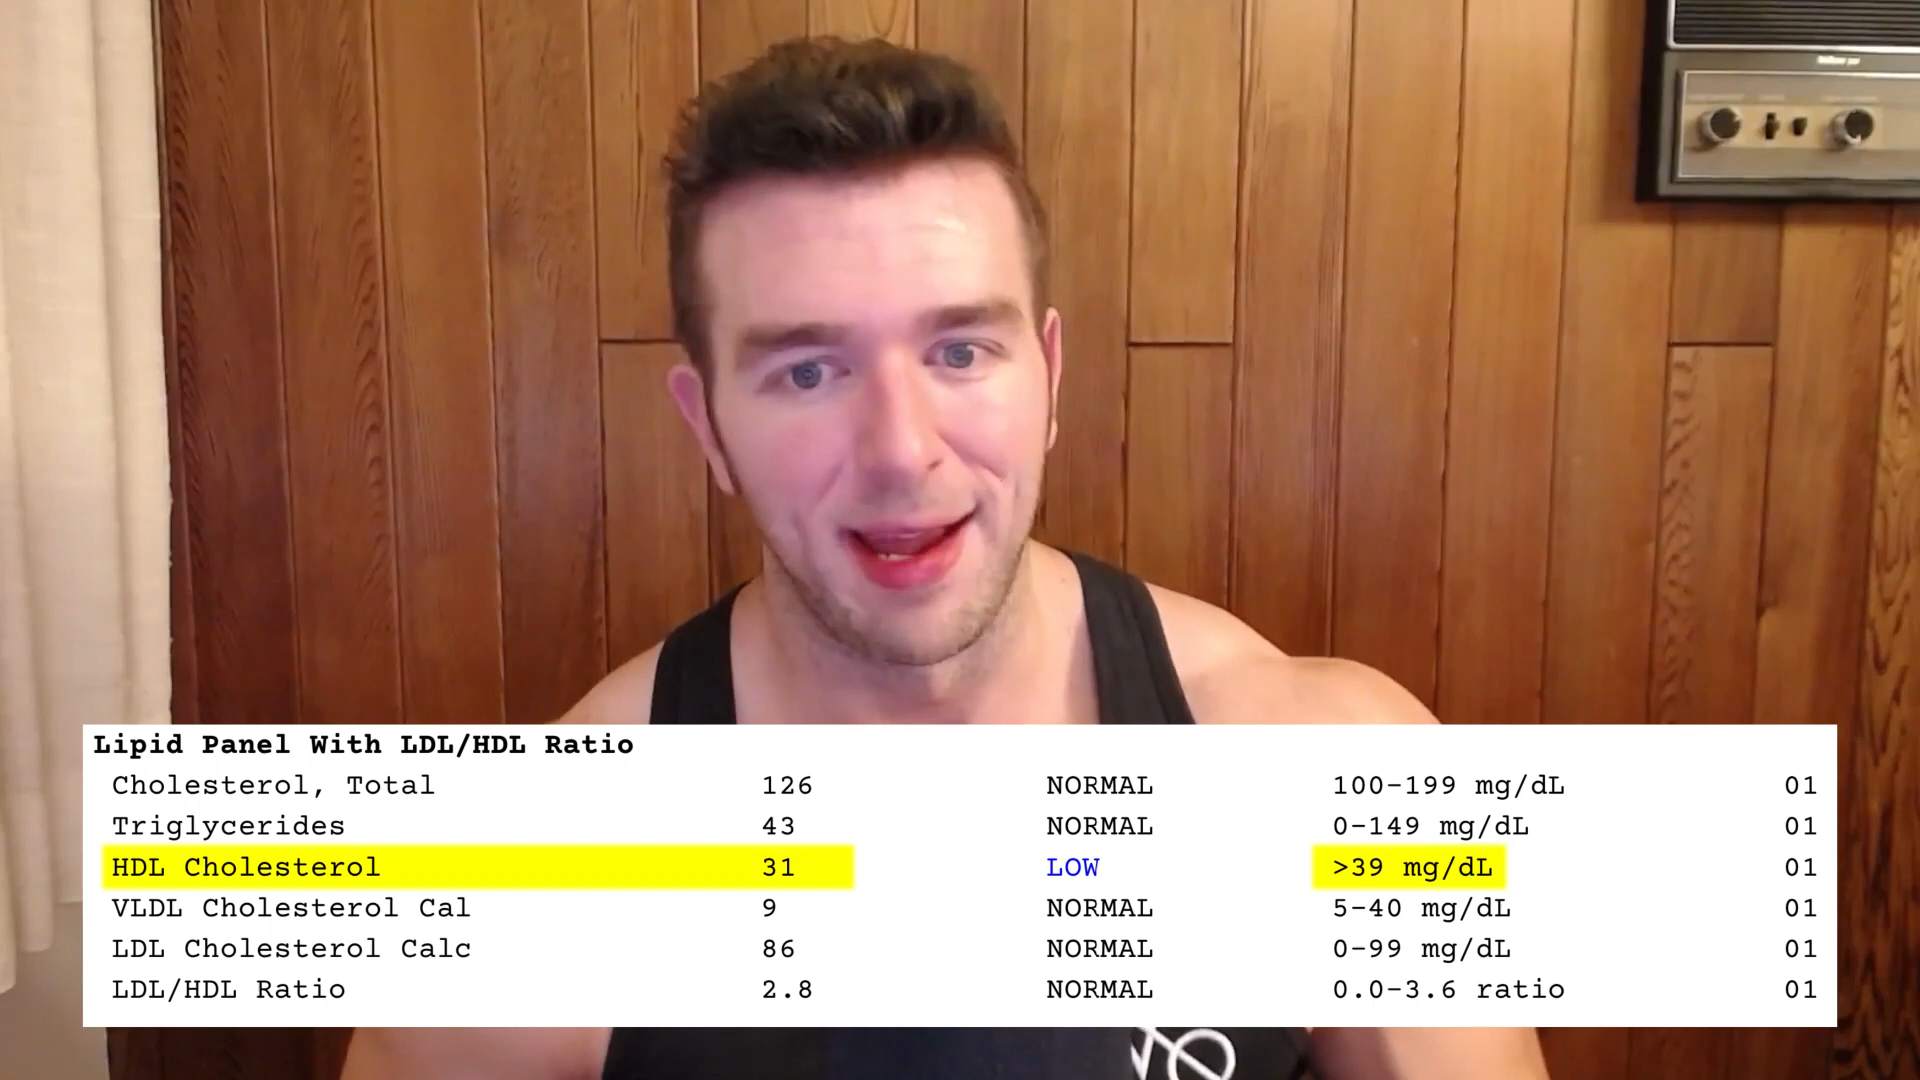 Lipid Panel With LDL/HDL Ratio
Cholesterol, Total 126 NORMAL 100-199 mg/dL 01
Triglycerides 43 NORMAL 0-149 mg/dL 01
HDL Cholesterol 31 LOW >39 mg/dL 01
VLDL Cholesterol Cal 9 NORMAL 5-40 mg/dL 01
LDL Cholesterol Calc 86 NORMAL 0-99 mg/dL 01
LDL/HDL Ratio 2.8 NORMAL 0.0-3.6 ratio 01